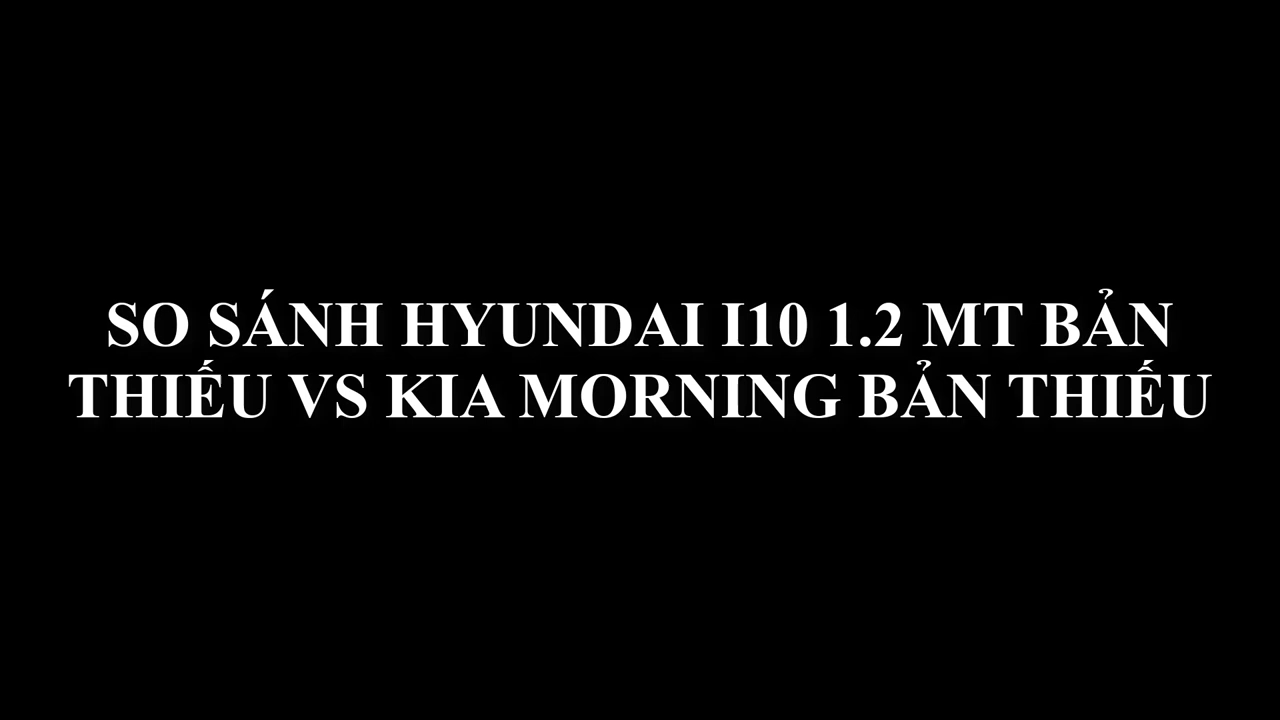 SO SÁNH HYUNDAI I10 1.2 MT BẢN
THIẾU VS KIA MORNING BẢN THIẾU